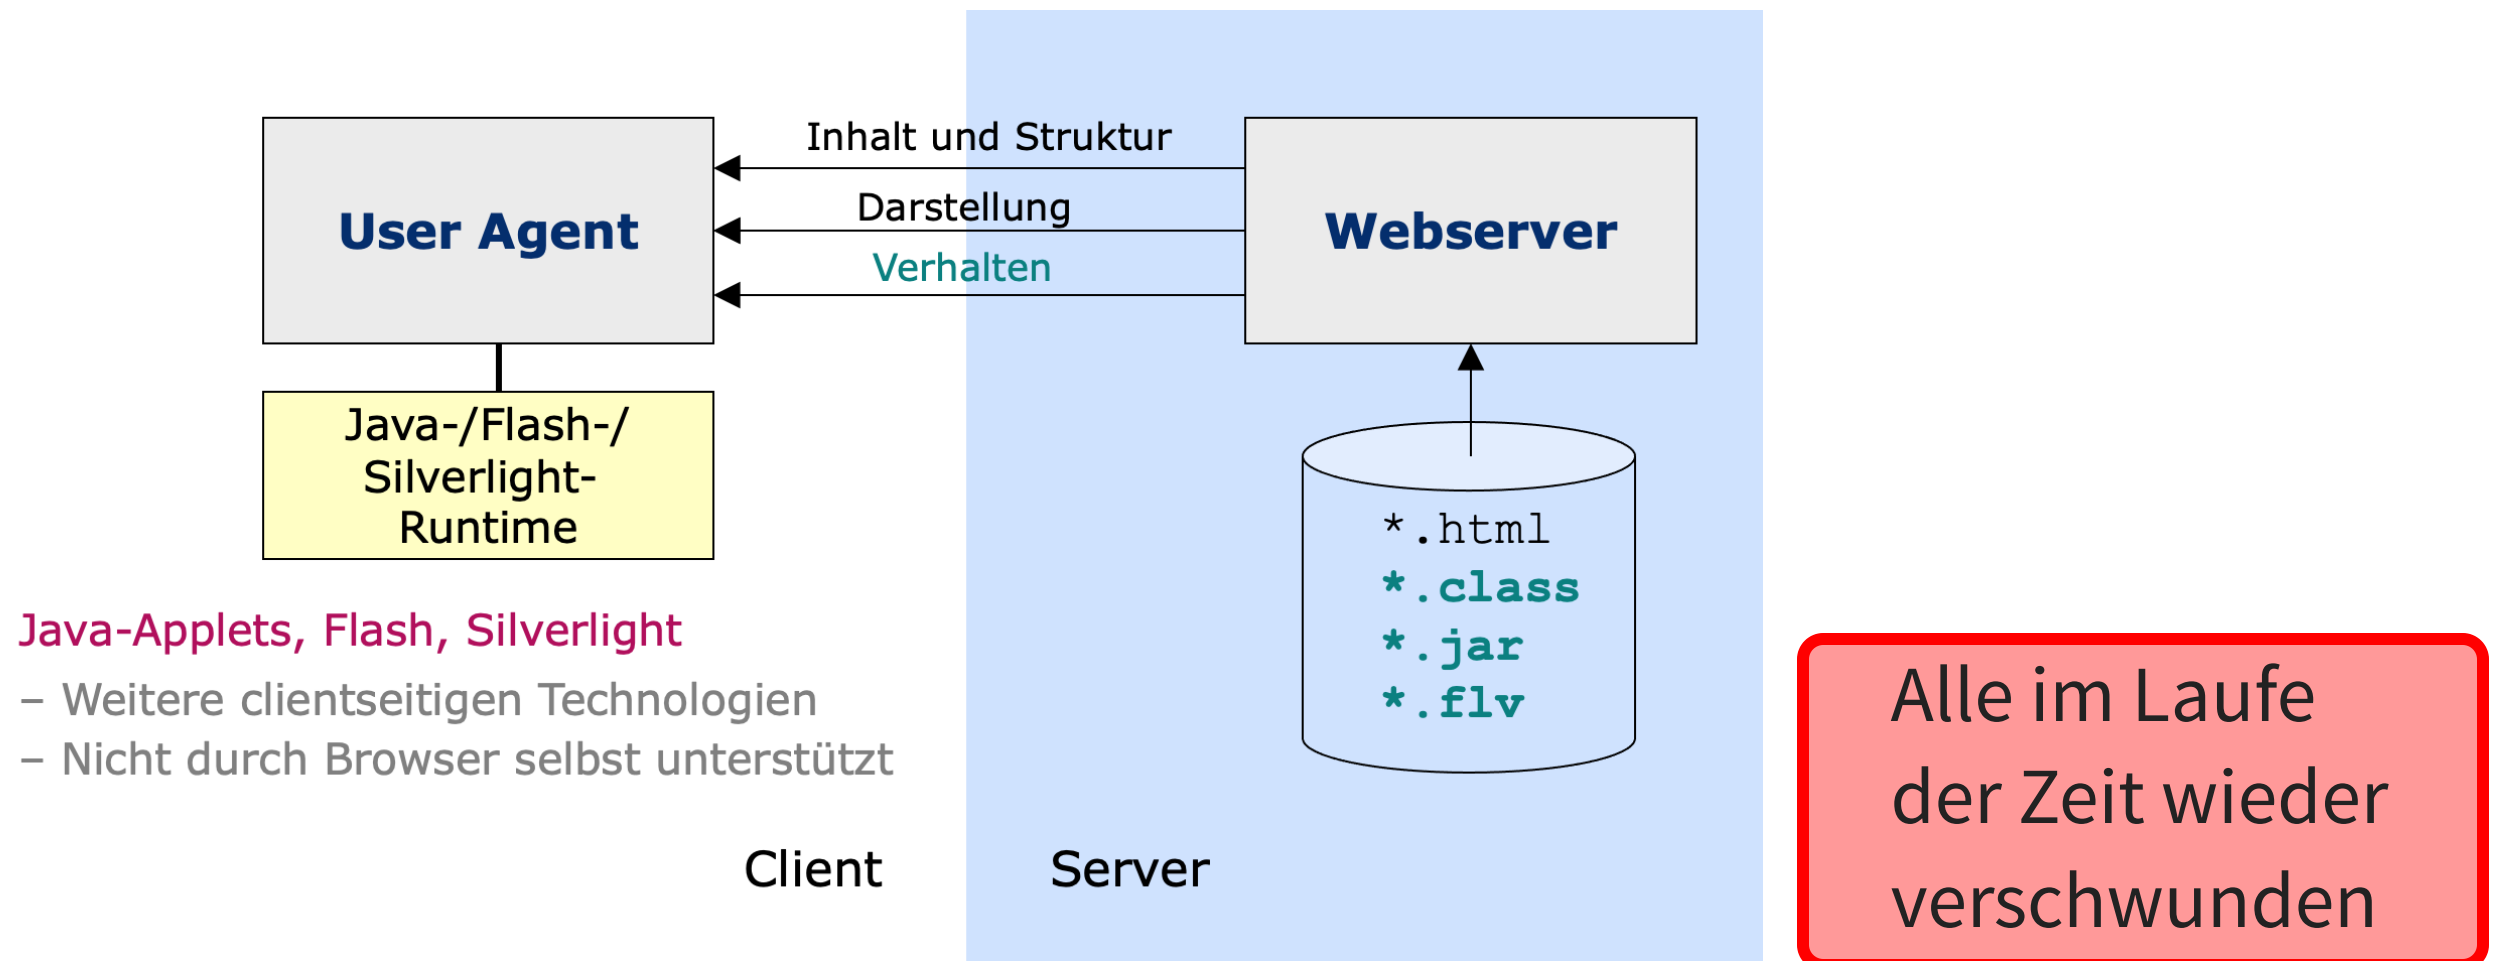 Inhalt und Struktur
Darstellung
Verhalten
User Agent
Webserver
Java-/Flash-/
Silverlight-
Runtime
*.html
*.class
*.jar
*.flv
Java-Applets, Flash, Silverlight
– Weitere clientseitigen Technologien
– Nicht durch Browser selbst unterstützt
Client
Server
Alle im Laufe
der Zeit wieder
verschwunden